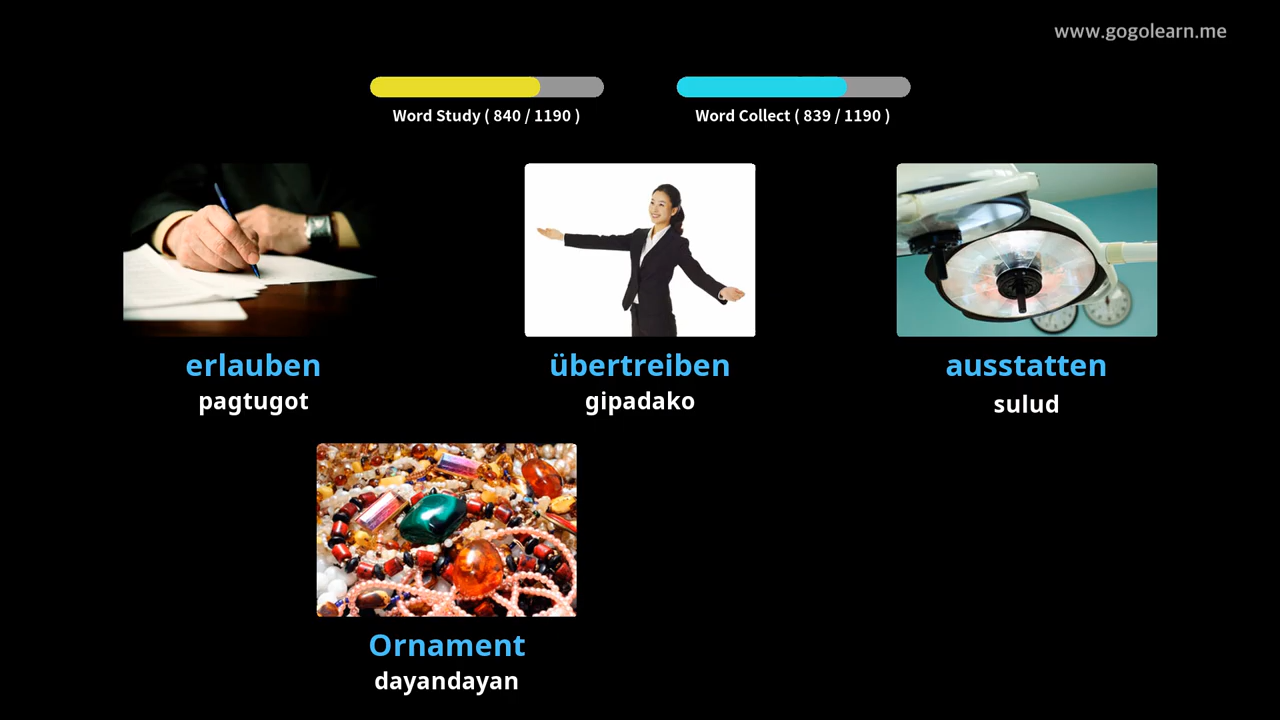 www.gogolearn.me
Word Study ( 840 / 1190 )
Word Collect ( 839 / 1190 )
erlauben
pagtugot
übertreiben
gipadako
ausstatten
sulud
Ornament
dayandayan